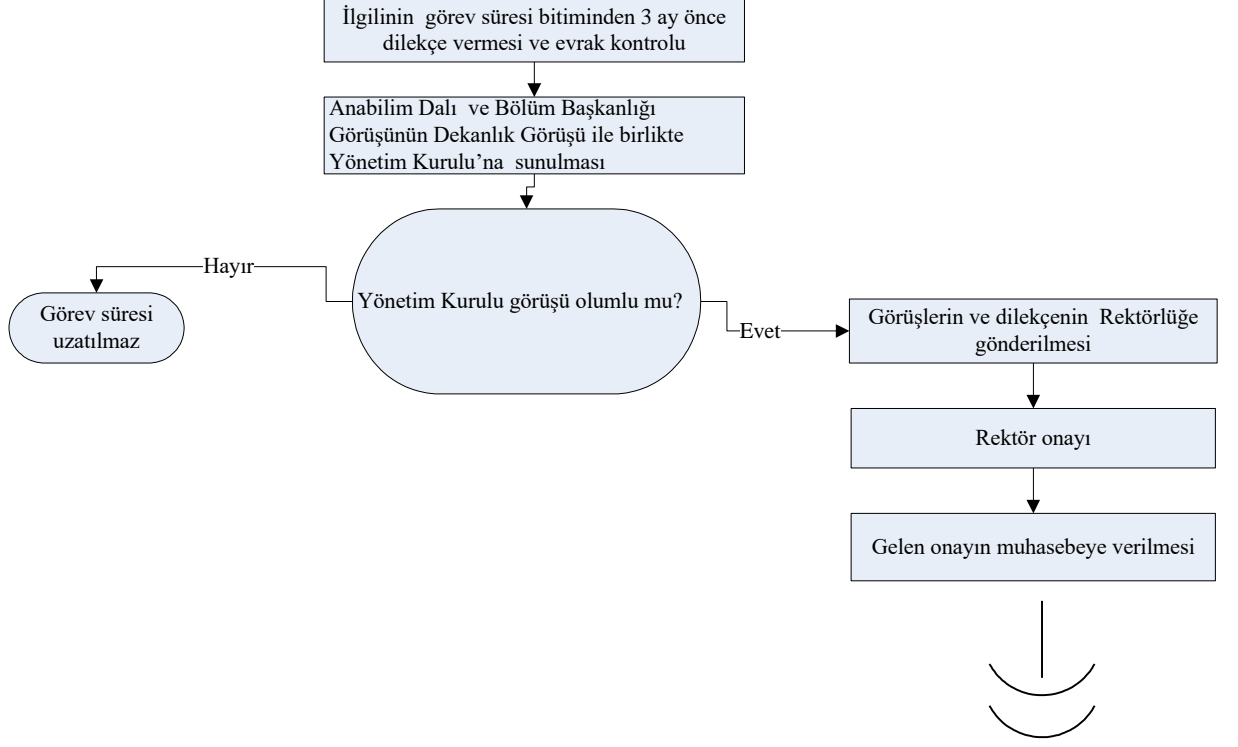 İlgilinin görev süresi bitiminden 3 ay önce
dilekçe vermesi ve evrak kontrolu
Anabilim Dalı ve Bölüm Başkanlığı
Görüşünün Dekanlık Görüşü ile birlikte
Yönetim Kurulu’na sunulması
Hayır
Yönetim Kurulu görüşü olumlu mu?
Görev süresi
uzatılmaz
Evet
Görüşlerin ve dilekçenin Rektörlüğe
gönderilmesi
Rektör onayı
Gelen onayın muhasebeye verilmesi